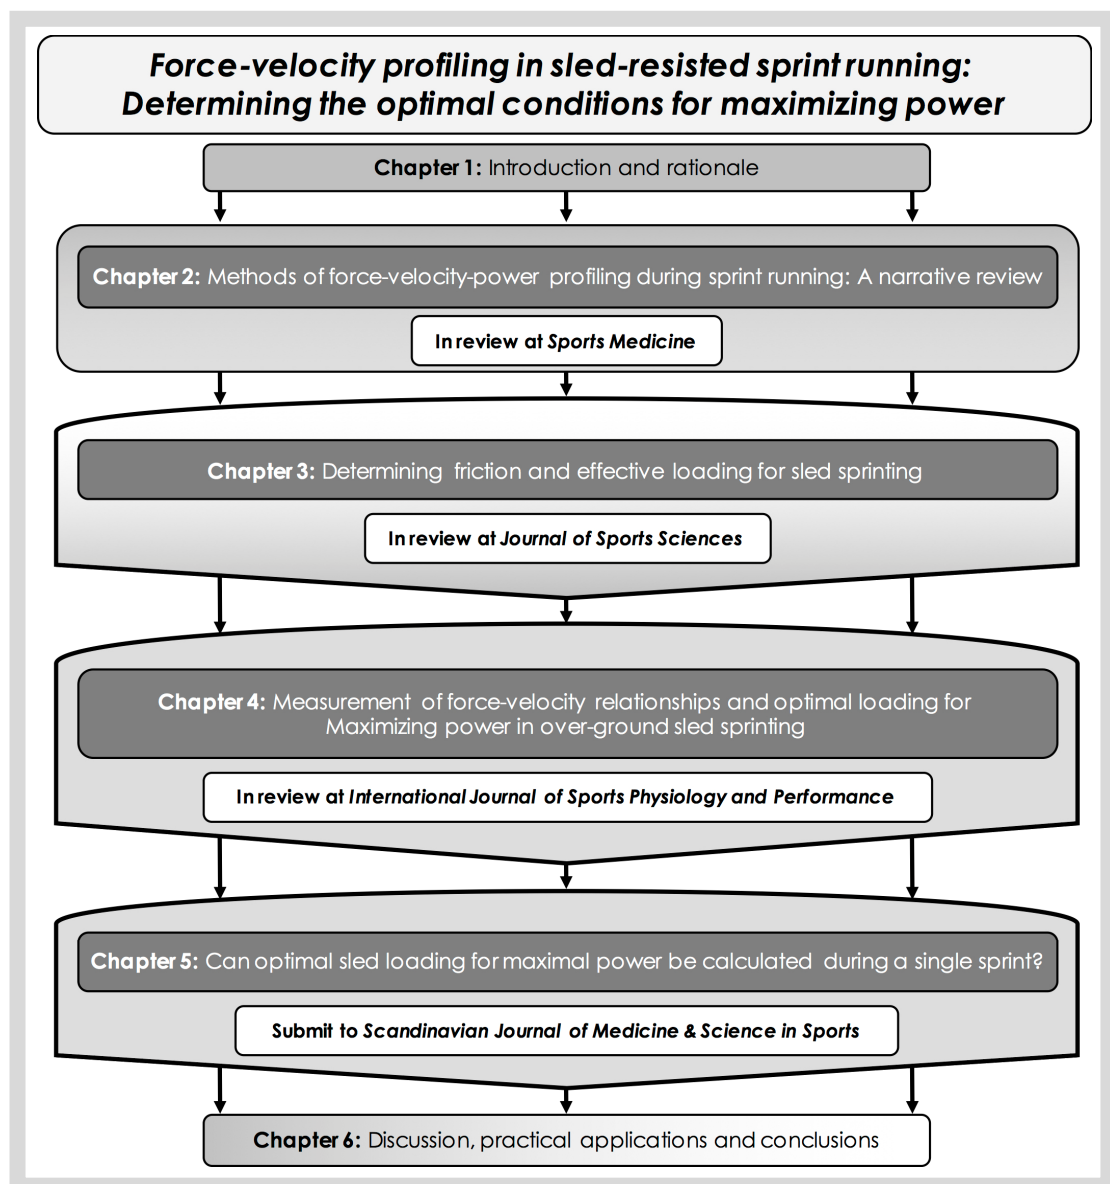 Force-velocity profiling in sled-resisted sprint running:
Determining the optimal conditions for maximizing power
Chapter 1: Introduction and rationale
Chapter 2: Methods of force-velocity-power profiling during sprint running: A narrative review
In review at Sports Medicine
Chapter 3: Determining friction and effective loading for sled sprinting
In review at Journal of Sports Sciences
Chapter 4: Measurement of force-velocity relationships and optimal loading for
Maximizing power in over-ground sled sprinting
In review at International Journal of Sports Physiology and Performance
Chapter 5: Can optimal sled loading for maximal power be calculated during a single sprint?
Submit to Scandinavian Journal of Medicine & Science in Sports
Chapter 6: Discussion, practical applications and conclusions